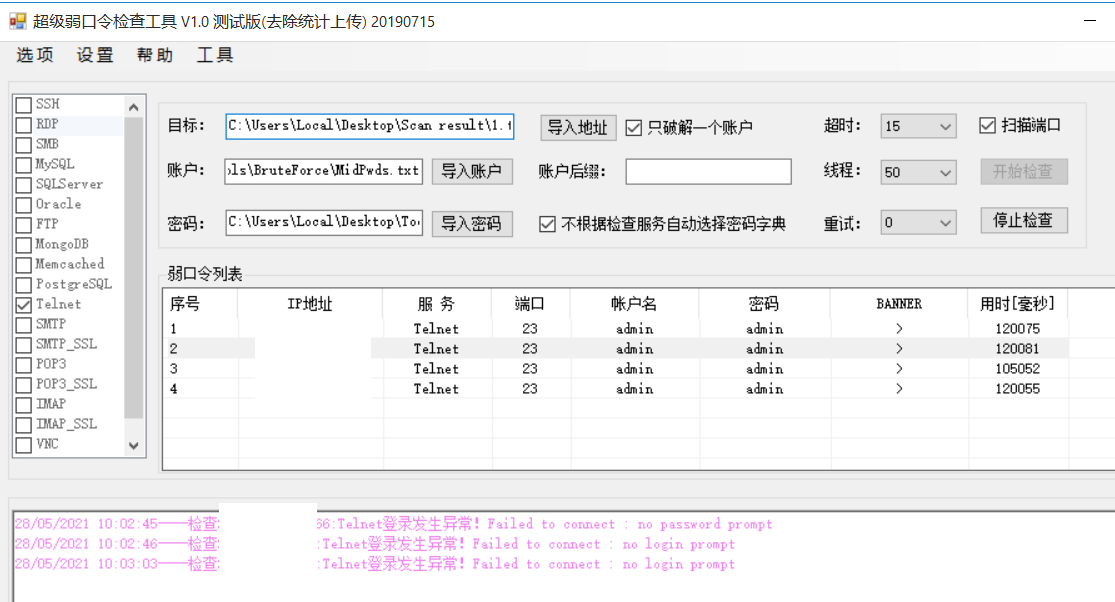 超级弱口令检查工具 V1.0 测试版(去除统计上传) 20190715
选项 设置 帮助 工具
SSH
RDP
SMB
MySQL
SQLServer
Oracle
FTP
MongoDB
Memcached
PostgreSQL
Telnet
SMTP
SMTP_SSL
POP3
POP3_SSL
IMAP
IMAP_SSL
VNC
目标: C:\Users\Local\Desktop\Scan result\1. 导入地址 只破解一个账户 超时: 15 扫描端口
账户: ls\BruteForce\MidPwds.txt 导入账户 账户后缀: 线程: 50 开始检查
密码: C:\Users\Local\Desktop\To 导入密码 不根据检查服务自动选择密码字典 重试: 0 停止检查
弱口令列表
序号 IP地址 服 务 端口 帐户名 密码 BANNER 用时[毫秒]
1 Telnet 23 admin admin > 120075
2 Telnet 23 admin admin > 120081
3 Telnet 23 admin admin > 105052
4 Telnet 23 admin admin > 120055
28/05/2021 10:02:45——检查: 66:Telnet登录发生异常! Failed to connect : no password prompt
28/05/2021 10:02:46——检查: :Telnet登录发生异常! Failed to connect : no login prompt
28/05/2021 10:03:03——检查: :Telnet登录发生异常! Failed to connect : no login prompt